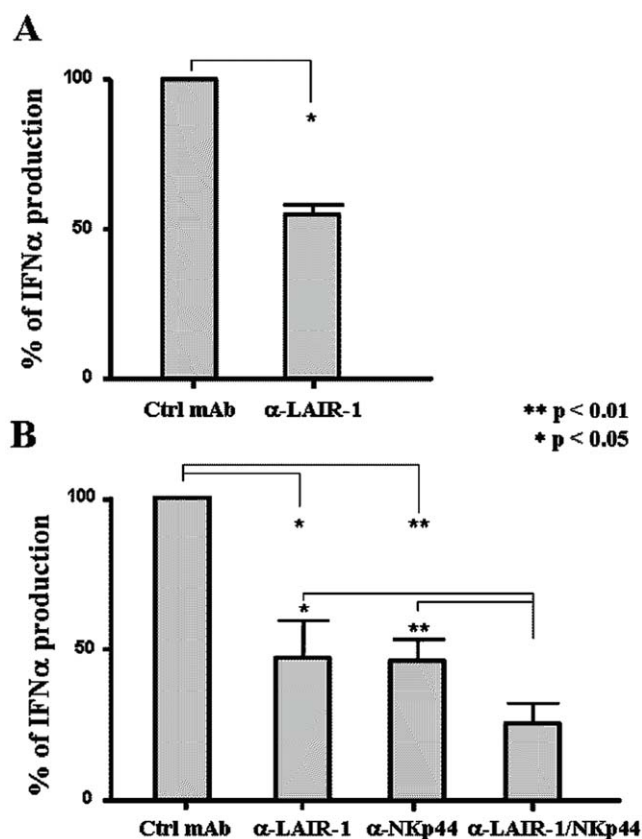 A
% of IFNα production
100
50
0
*
Ctrl mAb α-LAIR-1
** p < 0.01
* p < 0.05
B
% of IFNα production
100
50
0
* **
* **
Ctrl mAb α-LAIR-1 α-NKp44 α-LAIR-1/NKp44